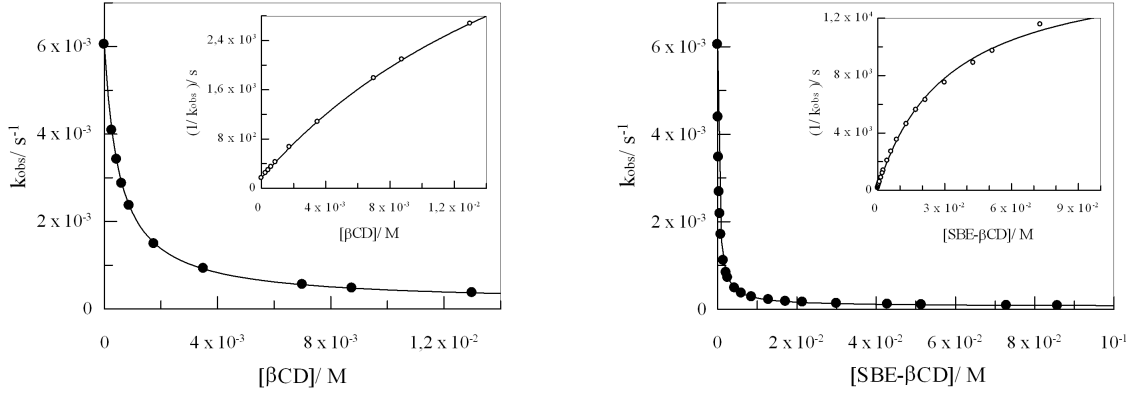 6 x 10⁻³
4 x 10⁻³
2 x 10⁻³
0
kobs/ s⁻¹
0
4 x 10⁻³
8 x 10⁻³
1,2 x 10⁻²
[βCD]/ M
2,4 x 10³
1,6 x 10³
8 x 10²
0
(1/ kobs )/ s
0
4 x 10⁻³
8 x 10⁻³
1,2 x 10⁻²
[βCD]/ M
6 x 10⁻³
4 x 10⁻³
2 x 10⁻³
0
kobs/ s⁻¹
0
2 x 10⁻²
4 x 10⁻²
6 x 10⁻²
8 x 10⁻²
10⁻¹
[SBE-βCD]/ M
1,2 x 10⁴
8 x 10³
4 x 10³
0
(1/ kobs)/ s
0
3 x 10⁻²
6 x 10⁻²
9 x 10⁻²
[SBE-βCD]/ M